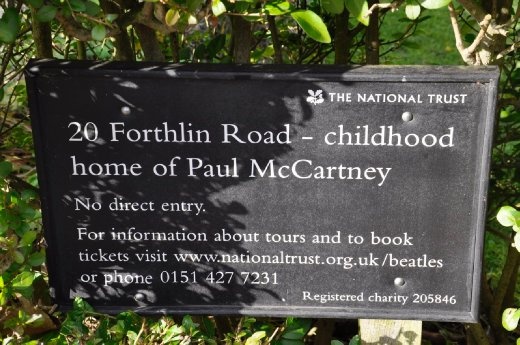 THE NATIONAL TRUST
20 Forthlin Road - childhood
home of Paul McCartney
No direct entry.
For information about tours and to book
tickets visit www.nationaltrust.org.uk/beatles
or phone 0151 427 7231
Registered charity 205846